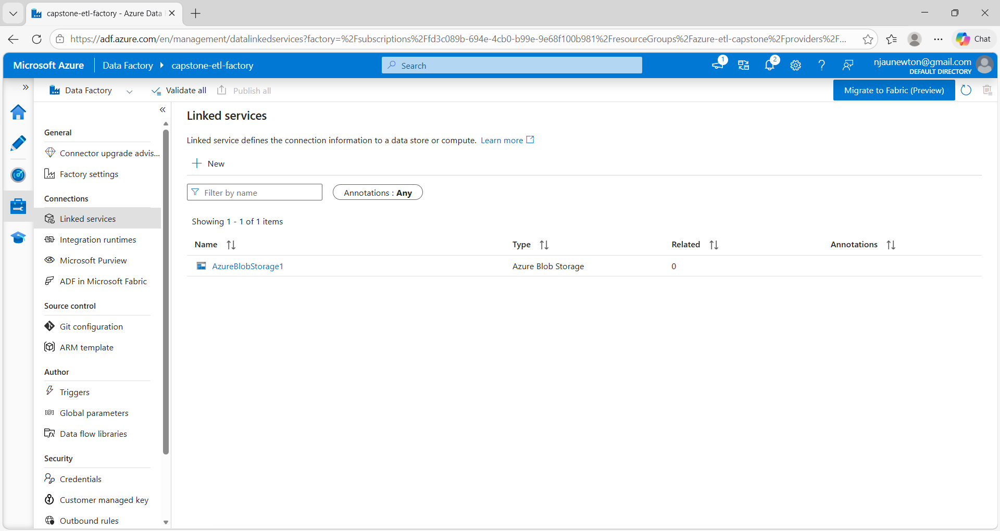 capstone-etl-factory - Azure Data
https://adf.azure.com/en/management/datalinkedservices?factory=%2Fsubscriptions%2Ffd3c089b-694e-4cb0-b99e-9e68f100b981%2FresourceGroups%2Fazure-etl-capstone%2Fproviders%2F...
Chat
Microsoft Azure
Data Factory
capstone-etl-factory
Search
1
2
njaunewton@gmail.com
DEFAULT DIRECTORY
Data Factory
Validate all
Publish all
Migrate to Fabric (Preview)
General
Connector upgrade advis...
Factory settings
Connections
Linked services
Integration runtimes
Microsoft Purview
ADF in Microsoft Fabric
Source control
Git configuration
ARM template
Author
Triggers
Global parameters
Data flow libraries
Security
Credentials
Customer managed key
Outbound rules
Linked services
Linked service defines the connection information to a data store or compute. Learn more
New
Filter by name
Annotations : Any
Showing 1 - 1 of 1 items
Name Type Related Annotations
AzureBlobStorage1 Azure Blob Storage 0